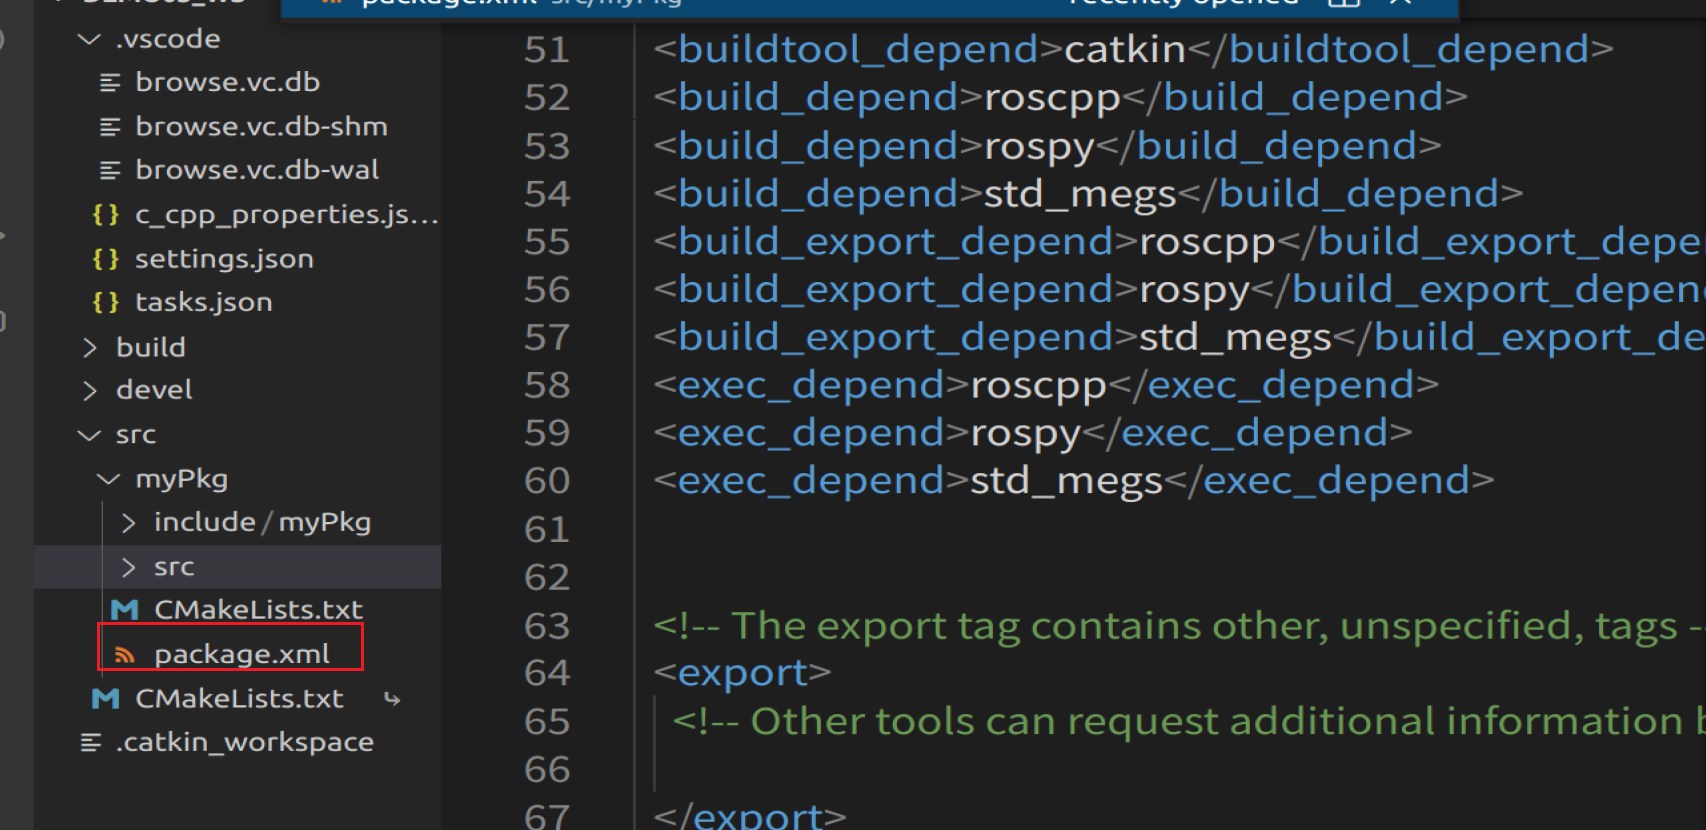 package.xml src/myPkg recently opened
.vscode
browse.vc.db
browse.vc.db-shm
browse.vc.db-wal
{} c_cpp_properties.js...
{} settings.json
{} tasks.json
build
devel
src
myPkg
include/myPkg
src
CMakeLists.txt
package.xml
CMakeLists.txt
.catkin_workspace
51 <buildtool_depend>catkin</buildtool_depend>
52 <build_depend>roscpp</build_depend>
53 <build_depend>rospy</build_depend>
54 <build_depend>std_megs</build_depend>
55 <build_export_depend>roscpp</build_export_depe
56 <build_export_depend>rospy</build_export_depen
57 <build_export_depend>std_megs</build_export_de
58 <exec_depend>roscpp</exec_depend>
59 <exec_depend>rospy</exec_depend>
60 <exec_depend>std_megs</exec_depend>
61
62
63 <!-- The export tag contains other, unspecified, tags -
64 <export>
65 <!-- Other tools can request additional information b
66
67 </export>